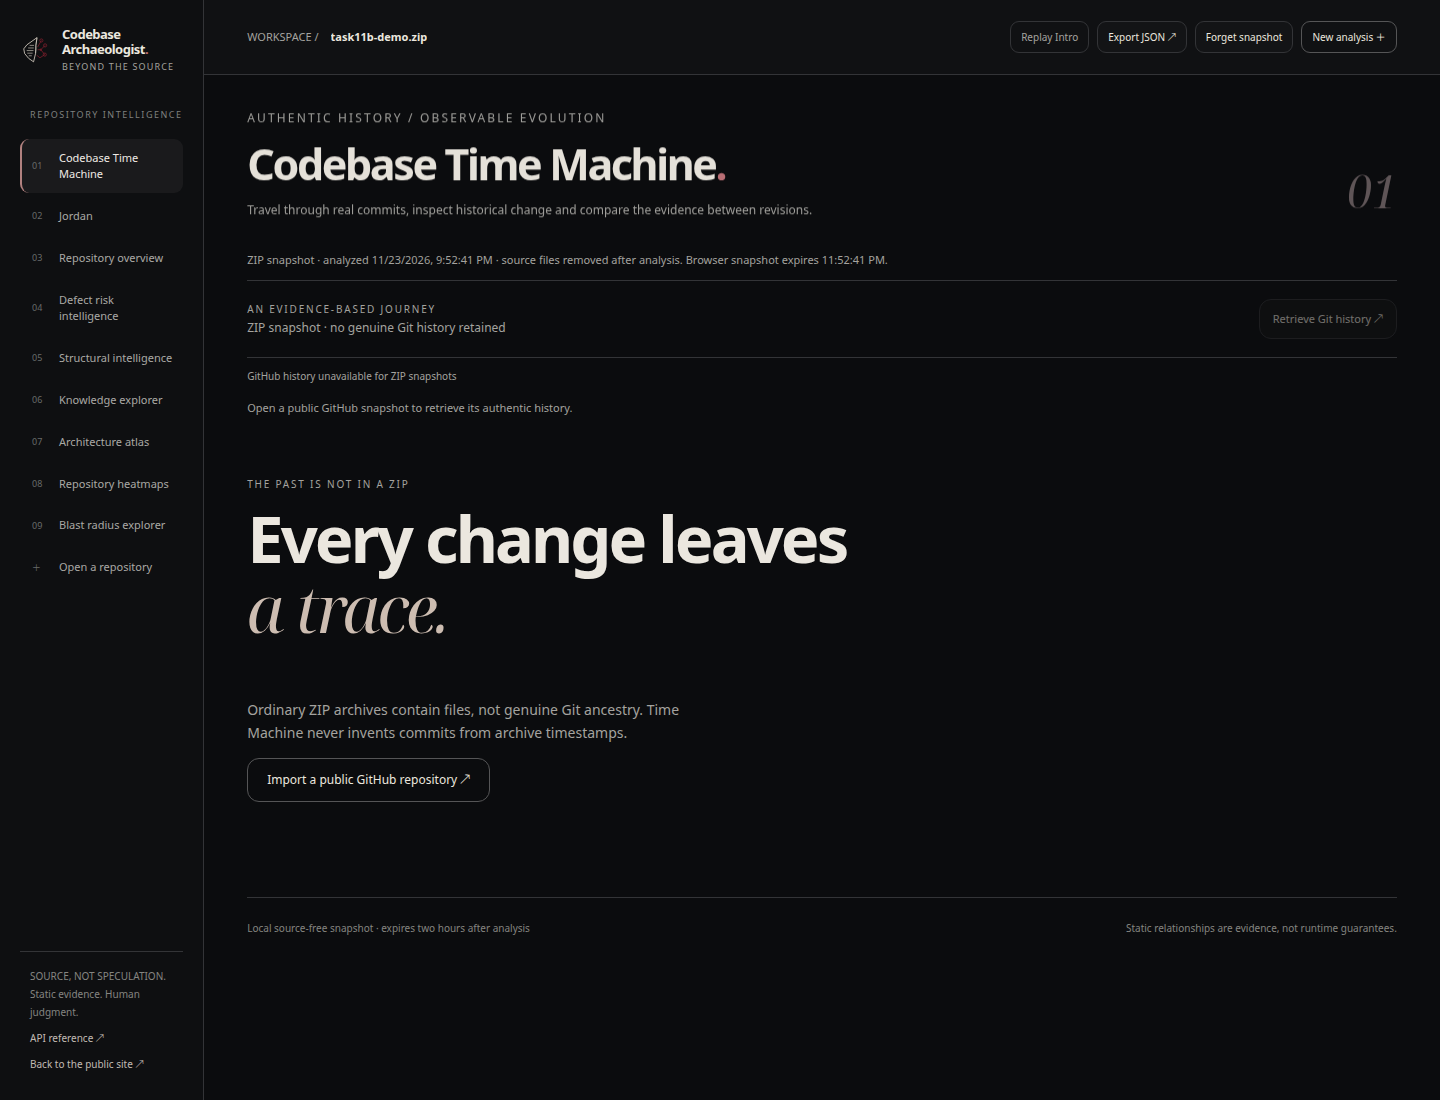 Codebase
Archaeologist.
BEYOND THE SOURCE
REPOSITORY INTELLIGENCE
01 Codebase Time
Machine
02 Jordan
03 Repository overview
04 Defect risk
intelligence
05 Structural intelligence
06 Knowledge explorer
07 Architecture atlas
08 Repository heatmaps
09 Blast radius explorer
+ Open a repository
SOURCE, NOT SPECULATION.
Static evidence. Human
judgment.
API reference ↗
Back to the public site ↗
WORKSPACE / task11b-demo.zip
Replay Intro
Export JSON ↗
Forget snapshot
New analysis +
AUTHENTIC HISTORY / OBSERVABLE EVOLUTION
Codebase Time Machine.
01
Travel through real commits, inspect historical change and compare the evidence between revisions.
ZIP snapshot · analyzed 11/23/2026, 9:52:41 PM · source files removed after analysis. Browser snapshot expires 11:52:41 PM.
AN EVIDENCE-BASED JOURNEY
ZIP snapshot · no genuine Git history retained
Retrieve Git history ↗
GitHub history unavailable for ZIP snapshots
Open a public GitHub snapshot to retrieve its authentic history.
THE PAST IS NOT IN A ZIP
Every change leaves
a trace.
Ordinary ZIP archives contain files, not genuine Git ancestry. Time
Machine never invents commits from archive timestamps.
Import a public GitHub repository ↗
Local source-free snapshot · expires two hours after analysis
Static relationships are evidence, not runtime guarantees.